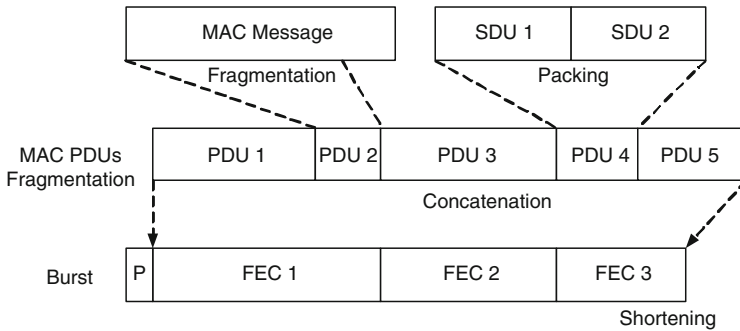 MAC Message
SDU 1 SDU 2
Fragmentation
Packing
MAC PDUs
Fragmentation
PDU 1 PDU 2 PDU 3 PDU 4 PDU 5
Concatenation
Burst
P FEC 1 FEC 2 FEC 3
Shortening